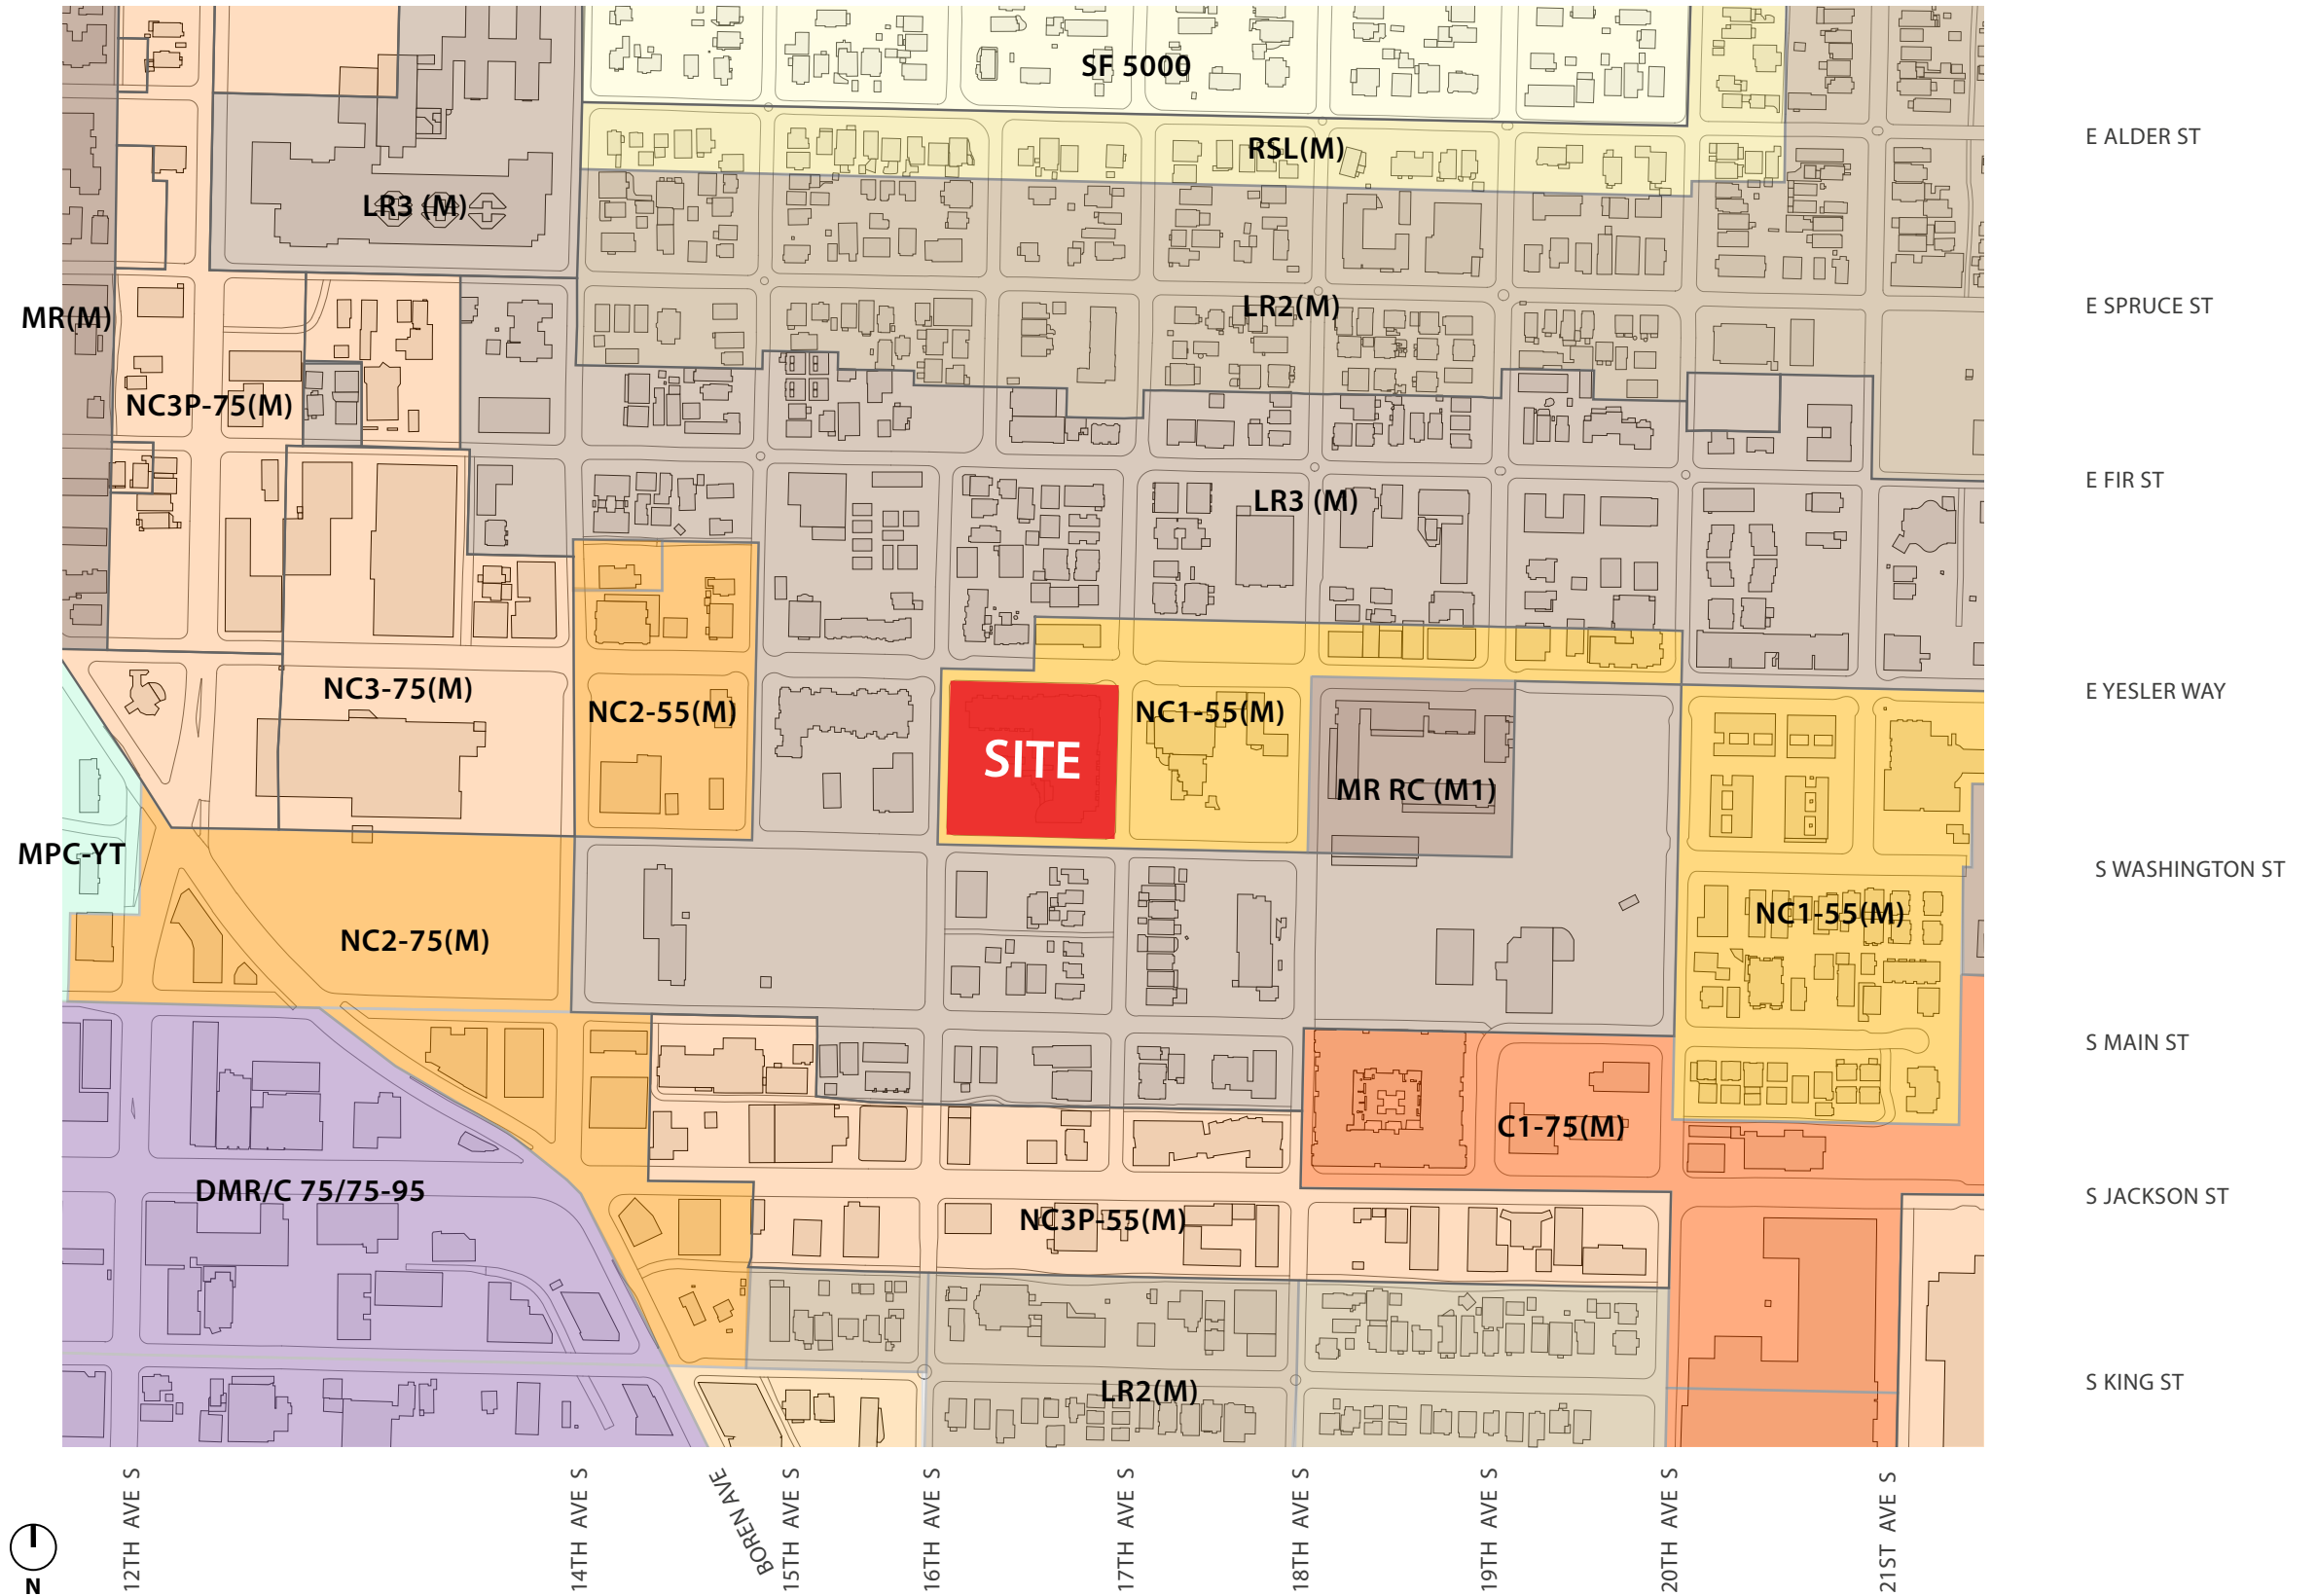 SF 5000
E ALDER ST
RSL(M)
LR3 (M)
E SPRUCE ST
LR2(M)
MR(M)
NC3P-75(M)
E FIR ST
LR3 (M)
NC3-75(M)
E YESLER WAY
NC2-55(M)
NC1-55(M)
SITE
MR RC (M1)
MPC-YT
S WASHINGTON ST
NC1-55(M)
NC2-75(M)
S MAIN ST
C1-75(M)
DMR/C 75/75-95
S JACKSON ST
NC3P-55(M)
S KING ST
LR2(M)
12TH AVE S
14TH AVE S
BOREN AVE
15TH AVE S
16TH AVE S
17TH AVE S
18TH AVE S
19TH AVE S
20TH AVE S
21ST AVE S
N